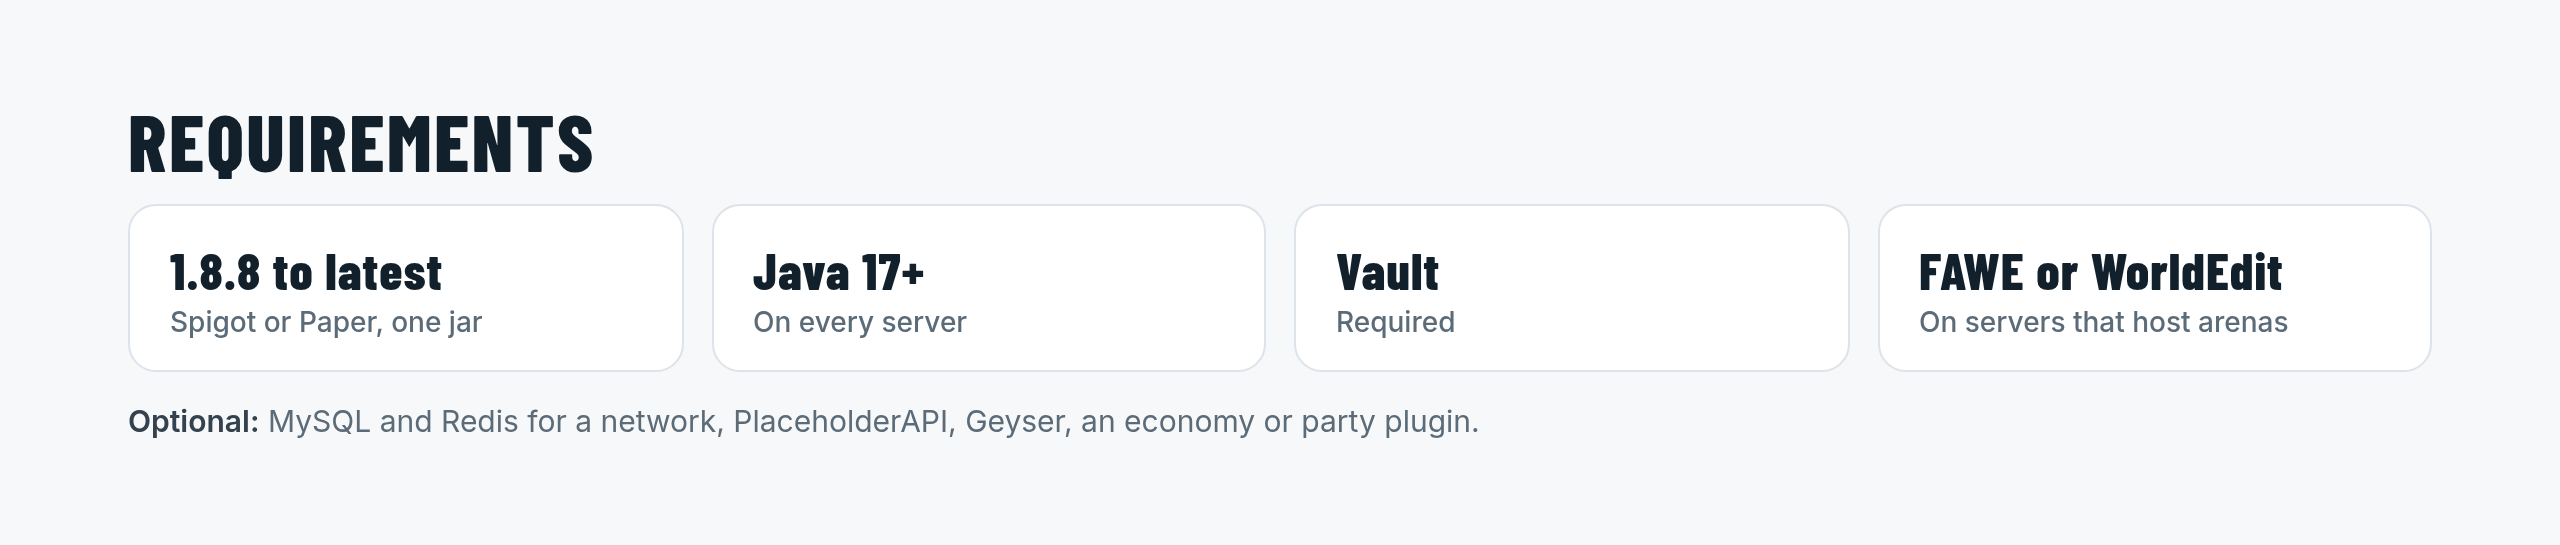 REQUIREMENTS
1.8.8 to latest
Spigot or Paper, one jar
Java 17+
On every server
Vault
Required
FAWE or WorldEdit
On servers that host arenas
Optional: MySQL and Redis for a network, PlaceholderAPI, Geyser, an economy or party plugin.